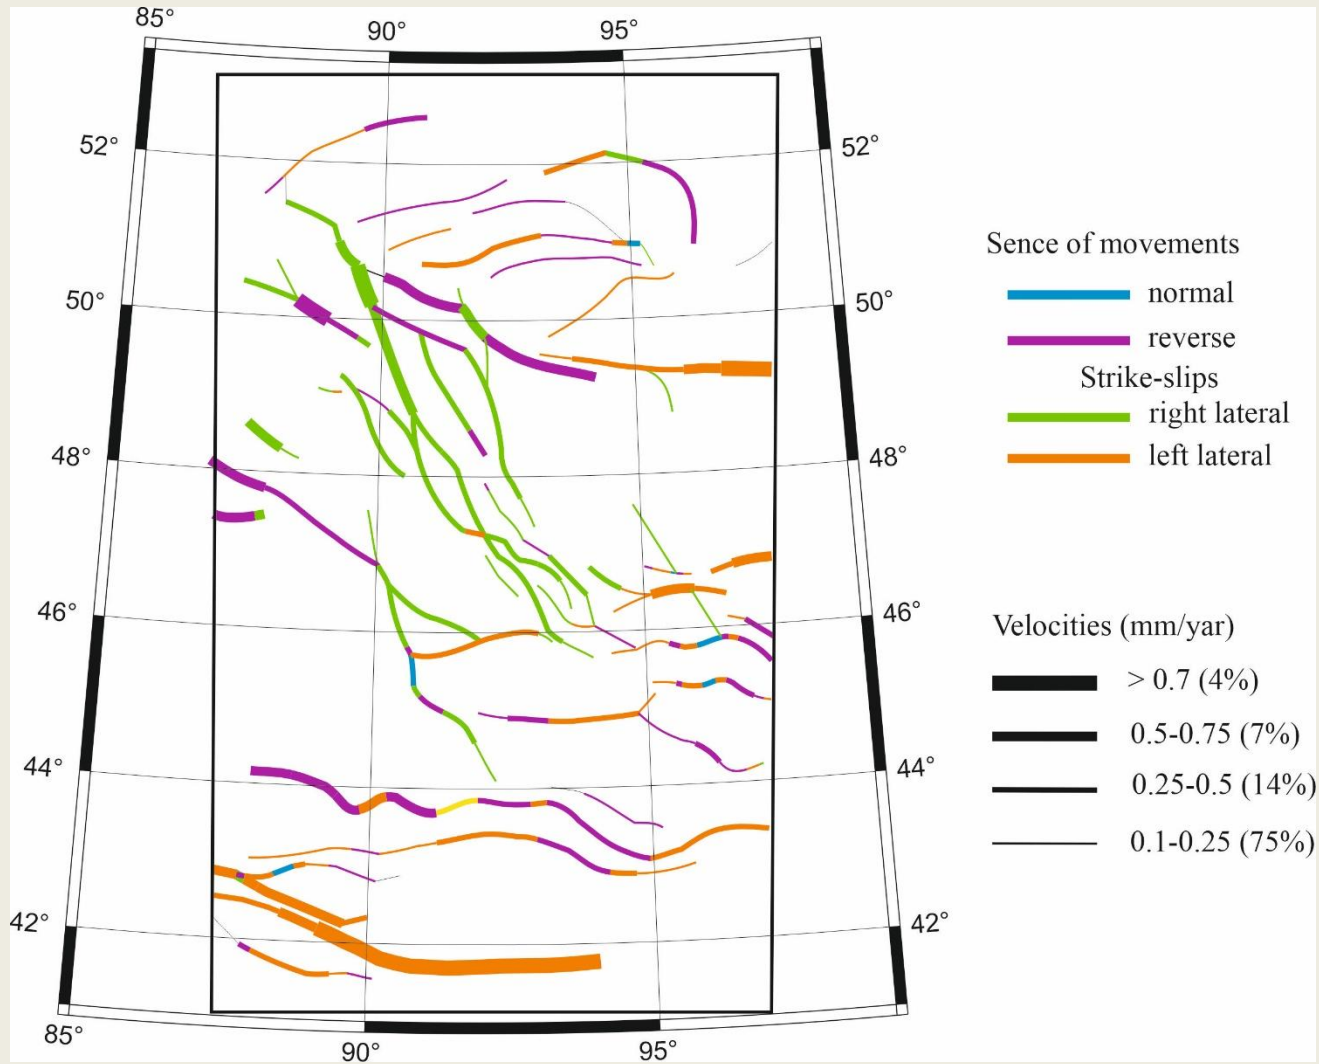 85°
90°
95°
52°
52°
50°
50°
48°
48°
46°
46°
44°
44°
42°
42°
85°
90°
95°
Sence of movements
normal
reverse
Strike-slips
right lateral
left lateral
Velocities (mm/yar)
> 0.7 (4%)
0.5-0.75 (7%)
0.25-0.5 (14%)
0.1-0.25 (75%)